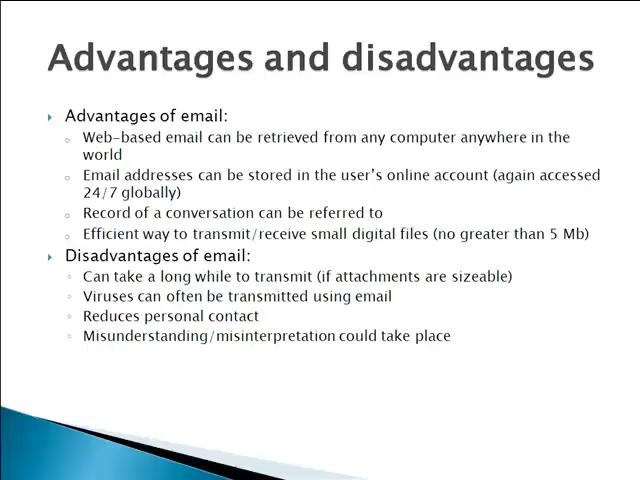 Advantages and disadvantages
Advantages of email:
Web-based email can be retrieved from any computer anywhere in the
world
Email addresses can be stored in the user's online account (again accessed
24/7 globally)
Record of a conversation can be referred to
Efficient way to transmit/receive small digital files (no greater than 5 Mb)
Disadvantages of email:
Can take a long while to transmit (if attachments are sizeable)
Viruses can often be transmitted using email
Reduces personal contact
Misunderstanding/misinterpretation could take place